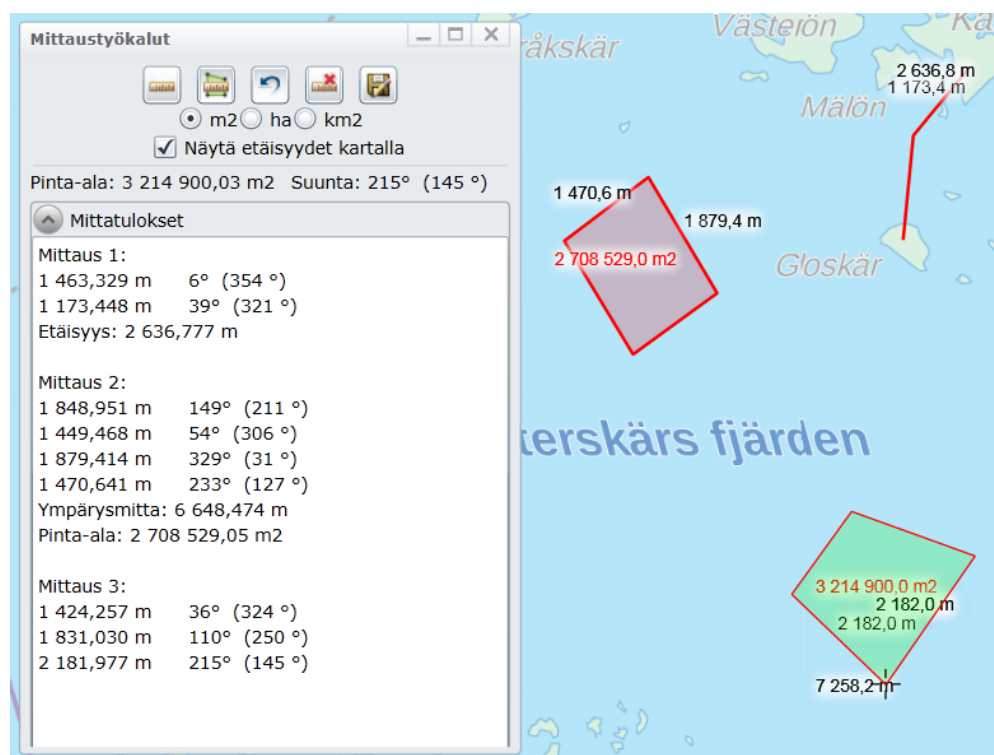 Mittaustyökalut
m2 ha km2
Näytä etäisyydet kartalla
Pinta-ala: 3 214 900,03 m2 Suunta: 215° (145 °)
Mittatulokset
Mittaus 1:
1 463,329 m 6° (354 °)
1 173,448 m 39° (321 °)
Etäisyys: 2 636,777 m
Mittaus 2:
1 848,951 m 149° (211 °)
1 449,468 m 54° (306 °)
1 879,414 m 329° (31 °)
1 470,641 m 233° (127 °)
Ympärysmitta: 6 648,474 m
Pinta-ala: 2 708 529,05 m2
Mittaus 3:
1 424,257 m 36° (324 °)
1 831,030 m 110° (250 °)
2 181,977 m 215° (145 °)
råkskär
Västerön
Kä
2 636,8 m
1 173,4 m
Mälön
1 470,6 m
1 879,4 m
2 708 529,0 m2
Gloskär
terskärs fjärden
3 214 900,0 m2
2 182,0 m
2 182,0 m
7 258,2 m